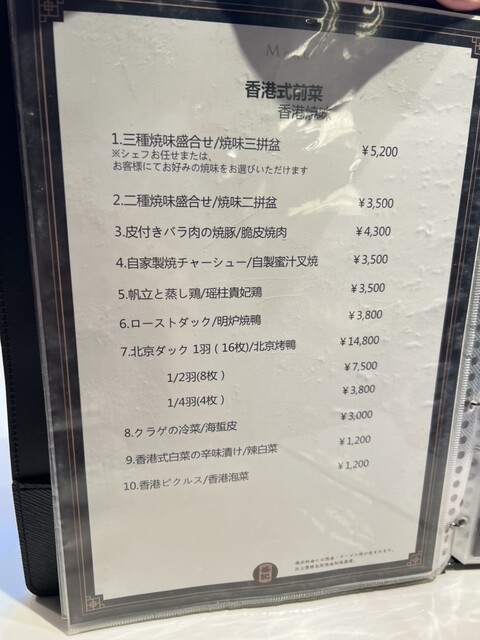 香港式前菜
香港燒味
1.三種焼味盛合せ/燒味三拼盆 ¥5,200
※シェフお任せまたは、
お客様にてお好みの焼味をお選びいただけます
2.二種焼味盛合せ/燒味二拼盆 ¥3,500
3.皮付きバラ肉の焼豚/脆皮焼肉 ¥4,300
4.自家製焼チャーシュー/自製蜜汁叉焼 ¥3,500
5.帆立と蒸し鶏/瑶柱貴妃鶏 ¥3,500
6.ローストダック/明炉焼鴨 ¥3,800
7.北京ダック 1羽 (16枚)/北京烤鴨 ¥14,800
1/2羽(8枚) ¥7,500
1/4羽(4枚) ¥3,800
8.クラゲの冷菜/海蜇皮 ¥3,000
9.香港式白菜の辛味漬け/辣白菜 ¥1,200
10.香港ピクルス/香港泡菜 ¥1,200